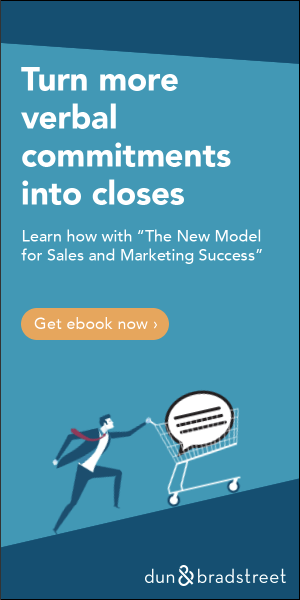 Turn more
verbal
commitments
into closes
Learn how with “The New Model
for Sales and Marketing Success”
Get ebook now ›
dun&bradstreet